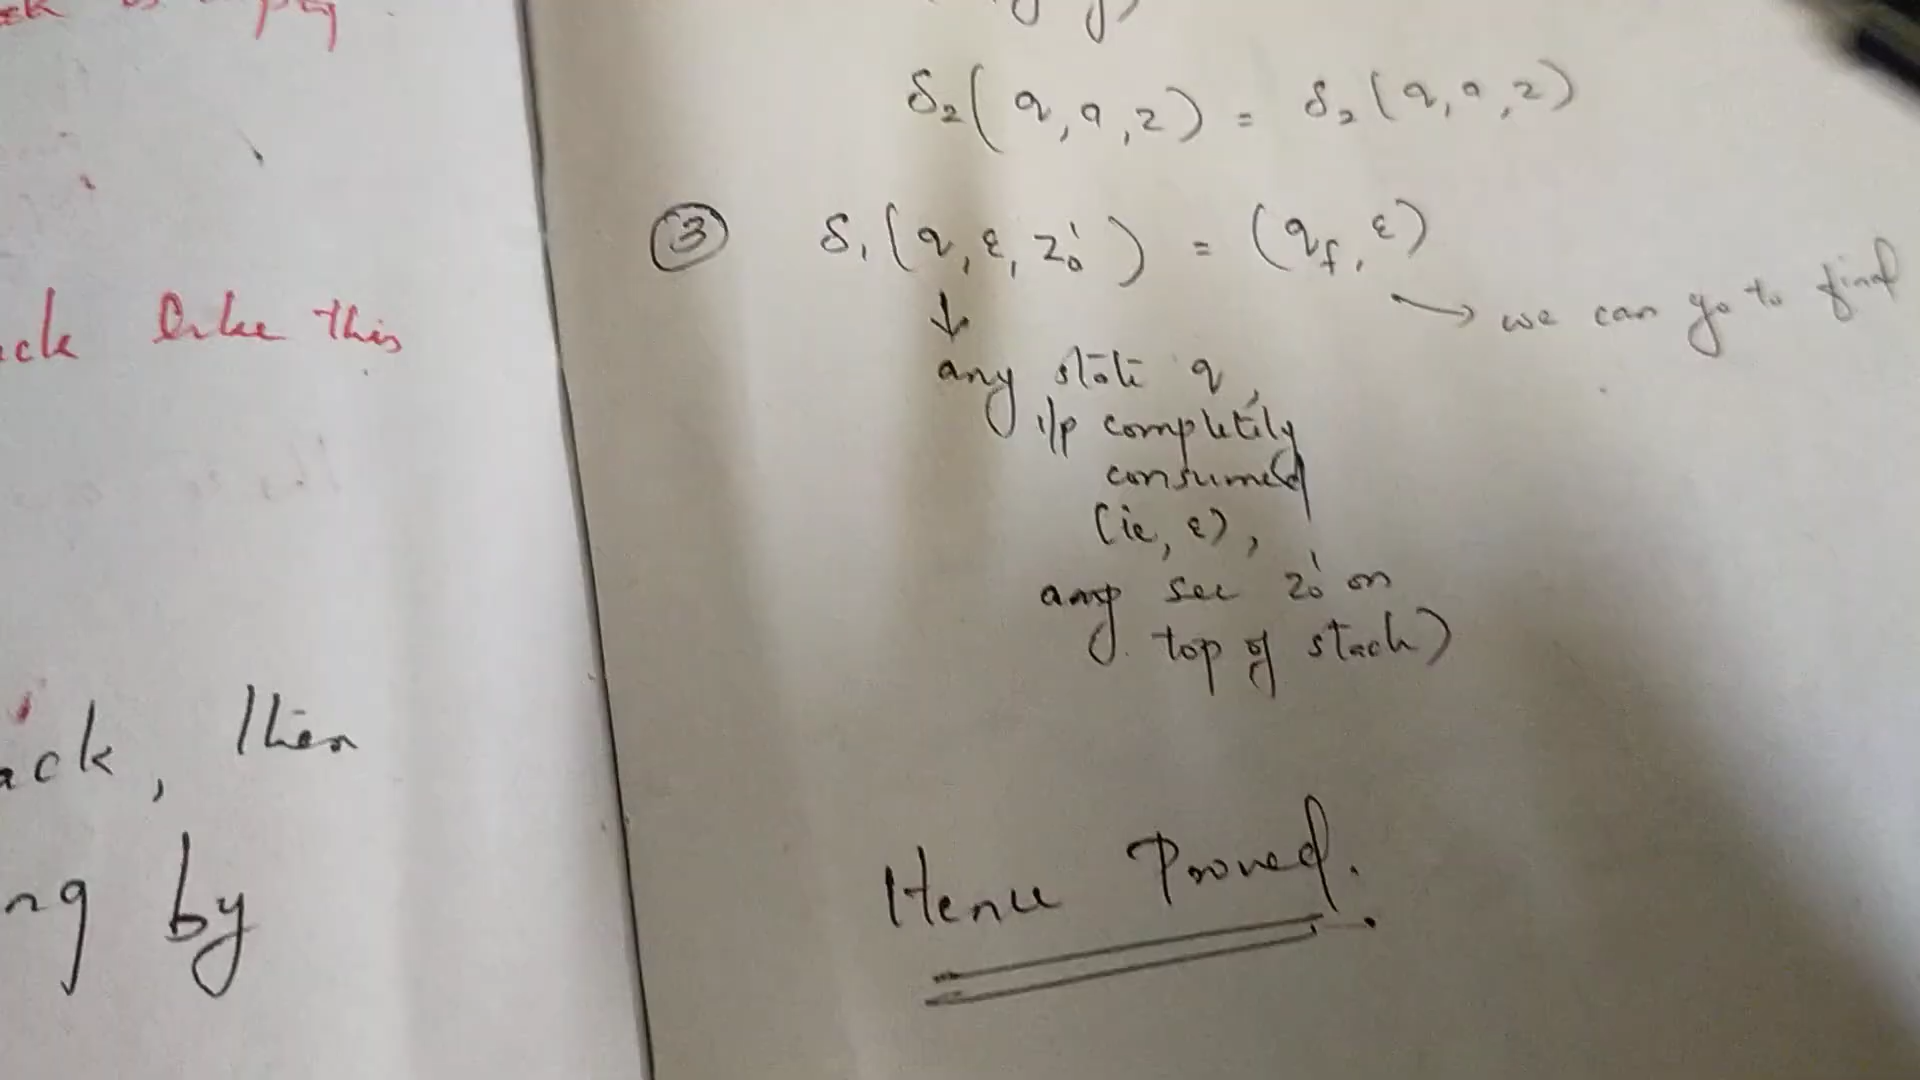 empty
ck like this
ack, then
ng by
δ₂(q, a, z) = δ₂(q, a, z)
③ δ₁(q, ε, z₀') = (qf, ε)
↓
→ we can go to final
any state q,
i/p completely
consumed
(ie, ε),
any see z₀' on
top of stack)
Hence Proved.